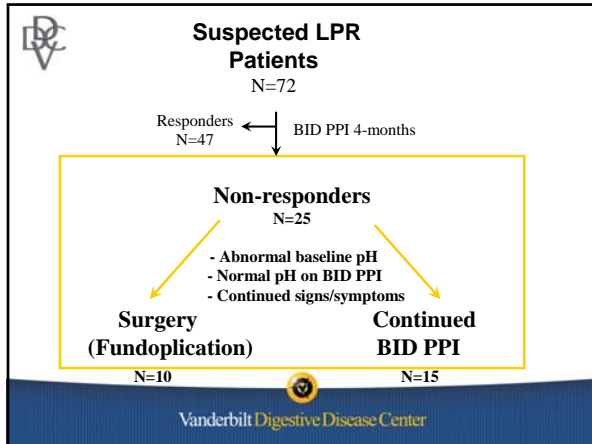 DDCV
Suspected LPR
Patients
N=72
Responders
N=47
BID PPI 4-months
Non-responders
N=25
- Abnormal baseline pH
- Normal pH on BID PPI
- Continued signs/symptoms
Surgery
(Fundoplication)
N=10
Continued
BID PPI
N=15
Vanderbilt Digestive Disease Center